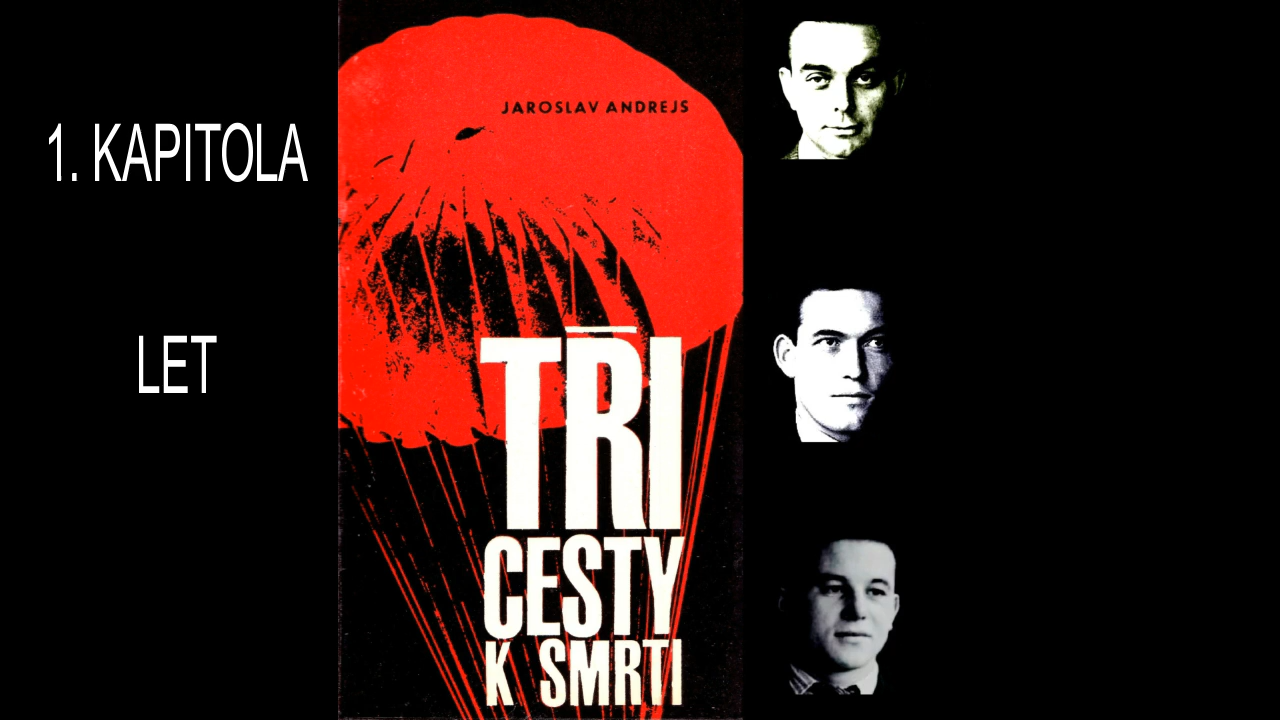 1. KAPITOLA
LET
JAROSLAV ANDREJS
TŘI
CESTY
K SMRTI